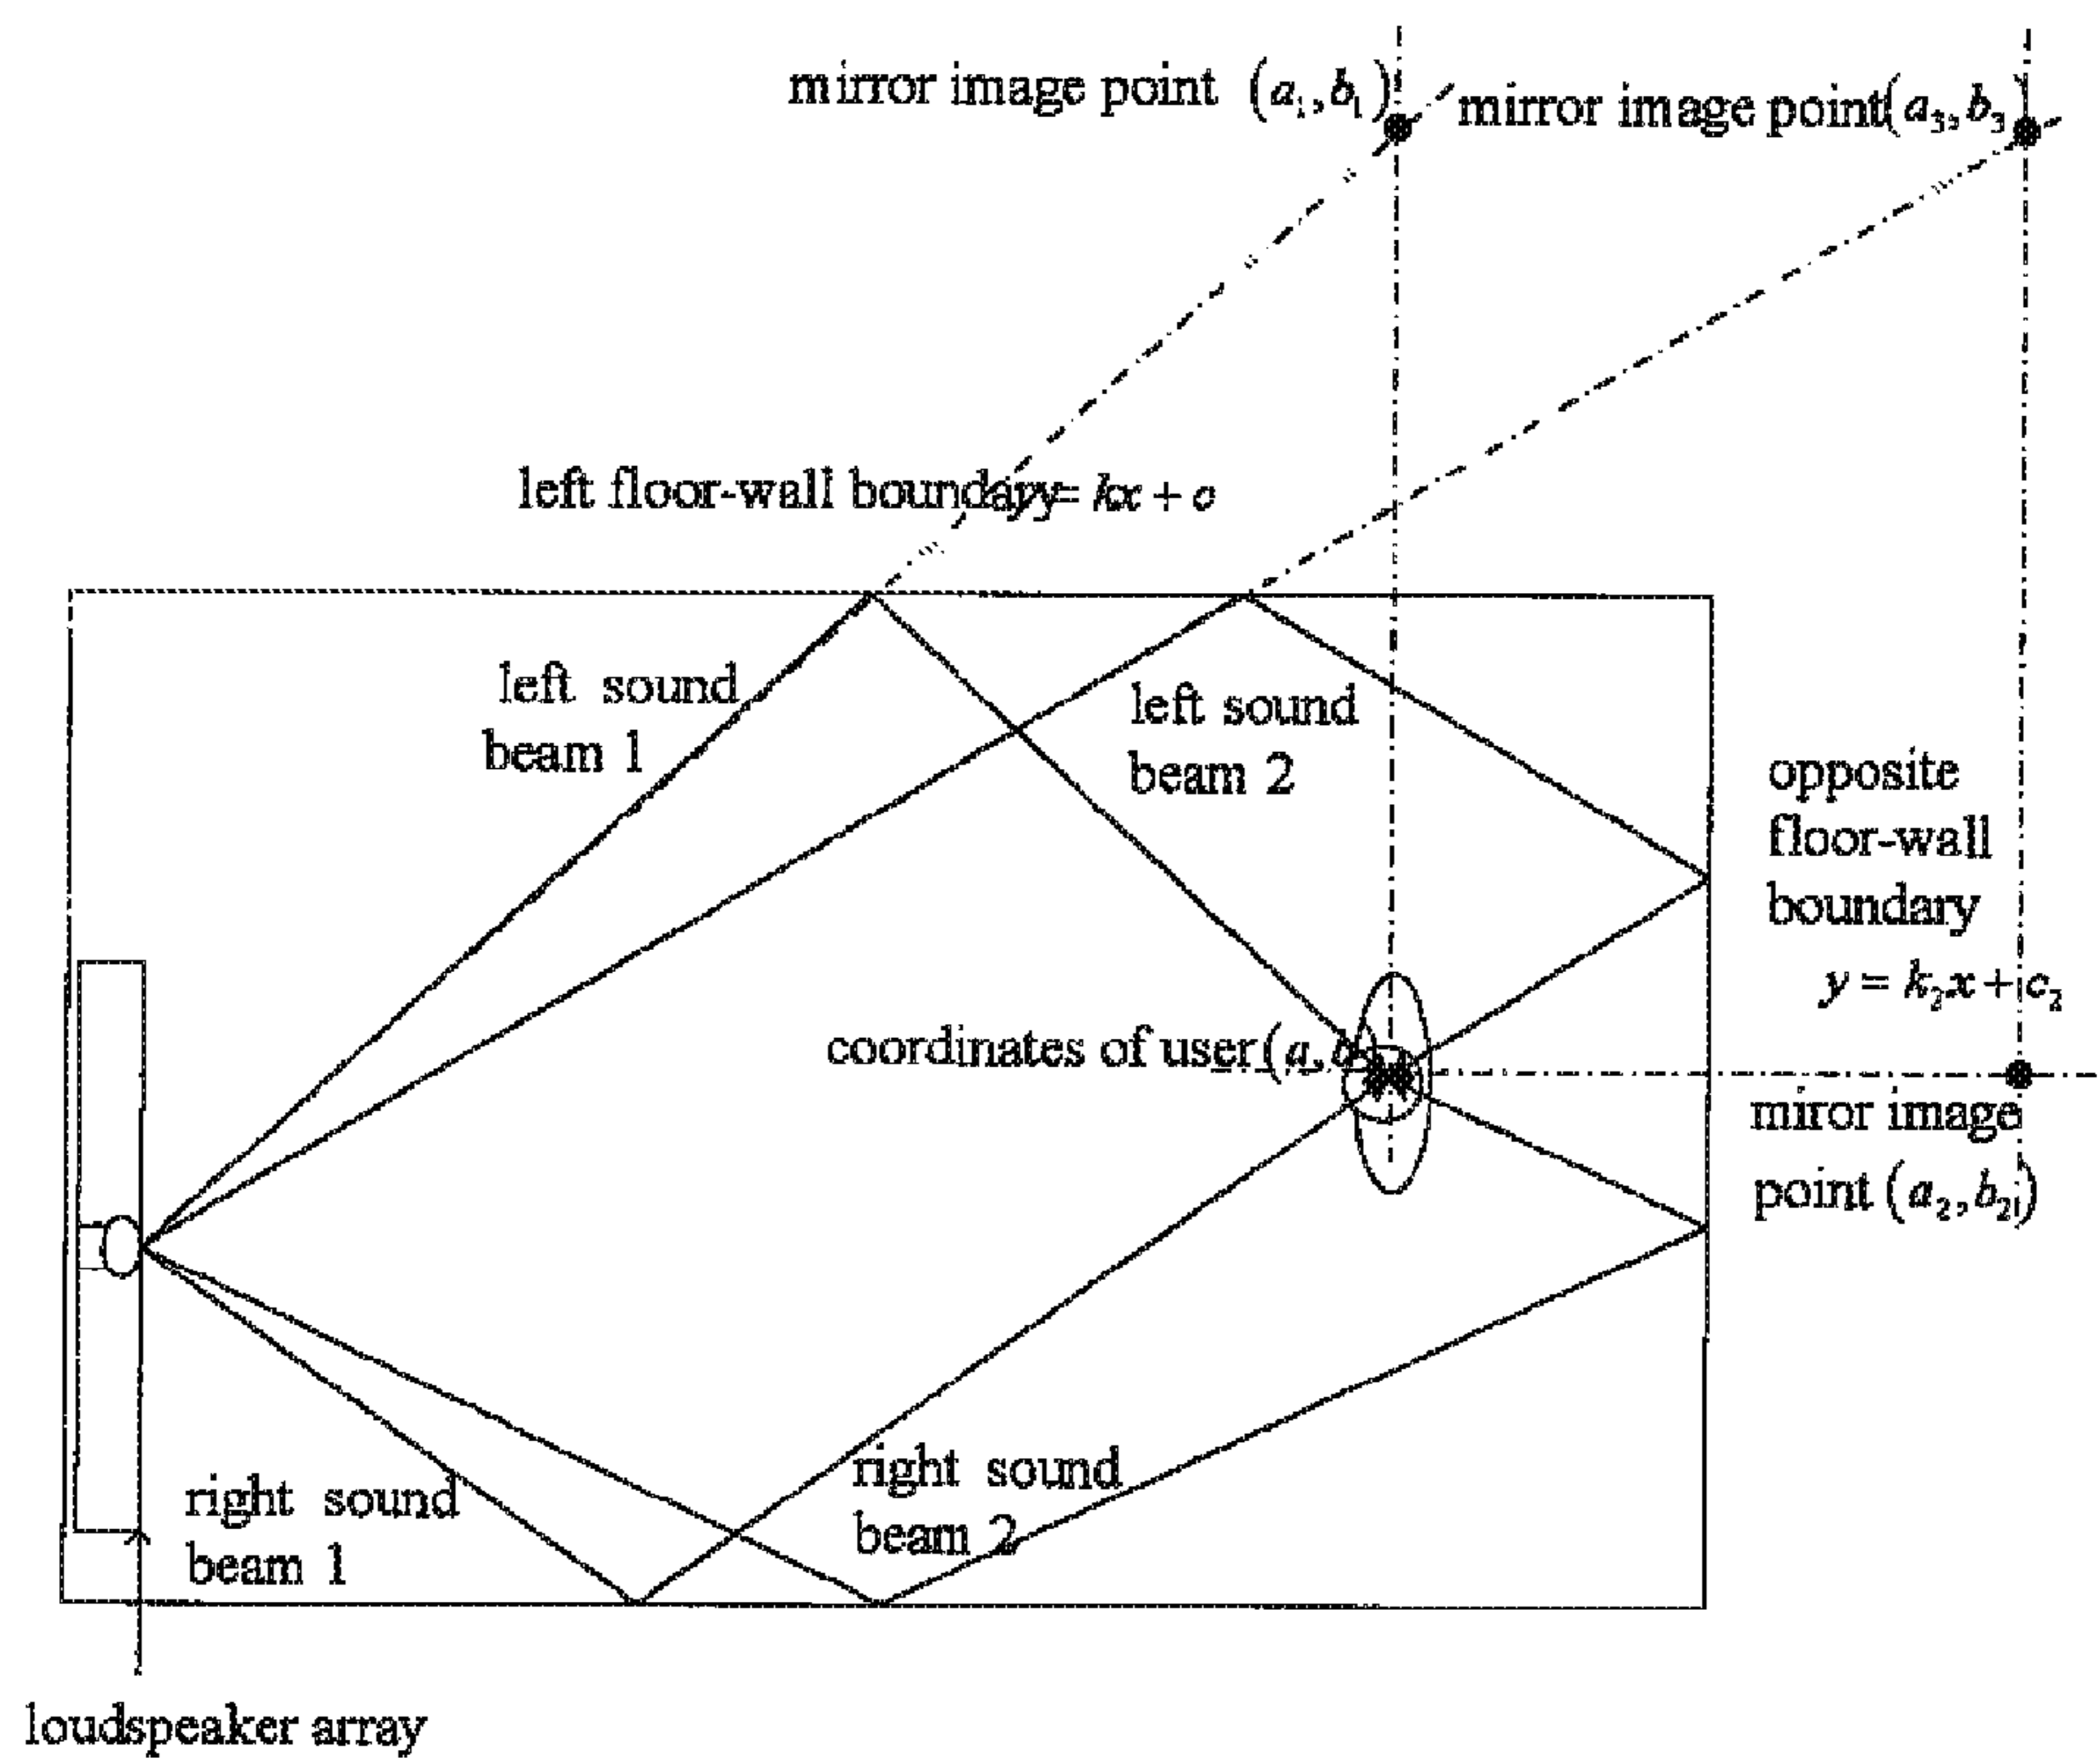 mirror image point (a₁,b₁)
mirror image point(a₃,b₃)
left floor-wall boundary y= kx + c
left sound
beam 1
left sound
beam 2
opposite
floor-wall
boundary
y = k₂x + c₂
coordinates of user (a,b)
miror image
point (a₂,b₂)
right sound
beam 1
right sound
beam 2
loudspeaker array